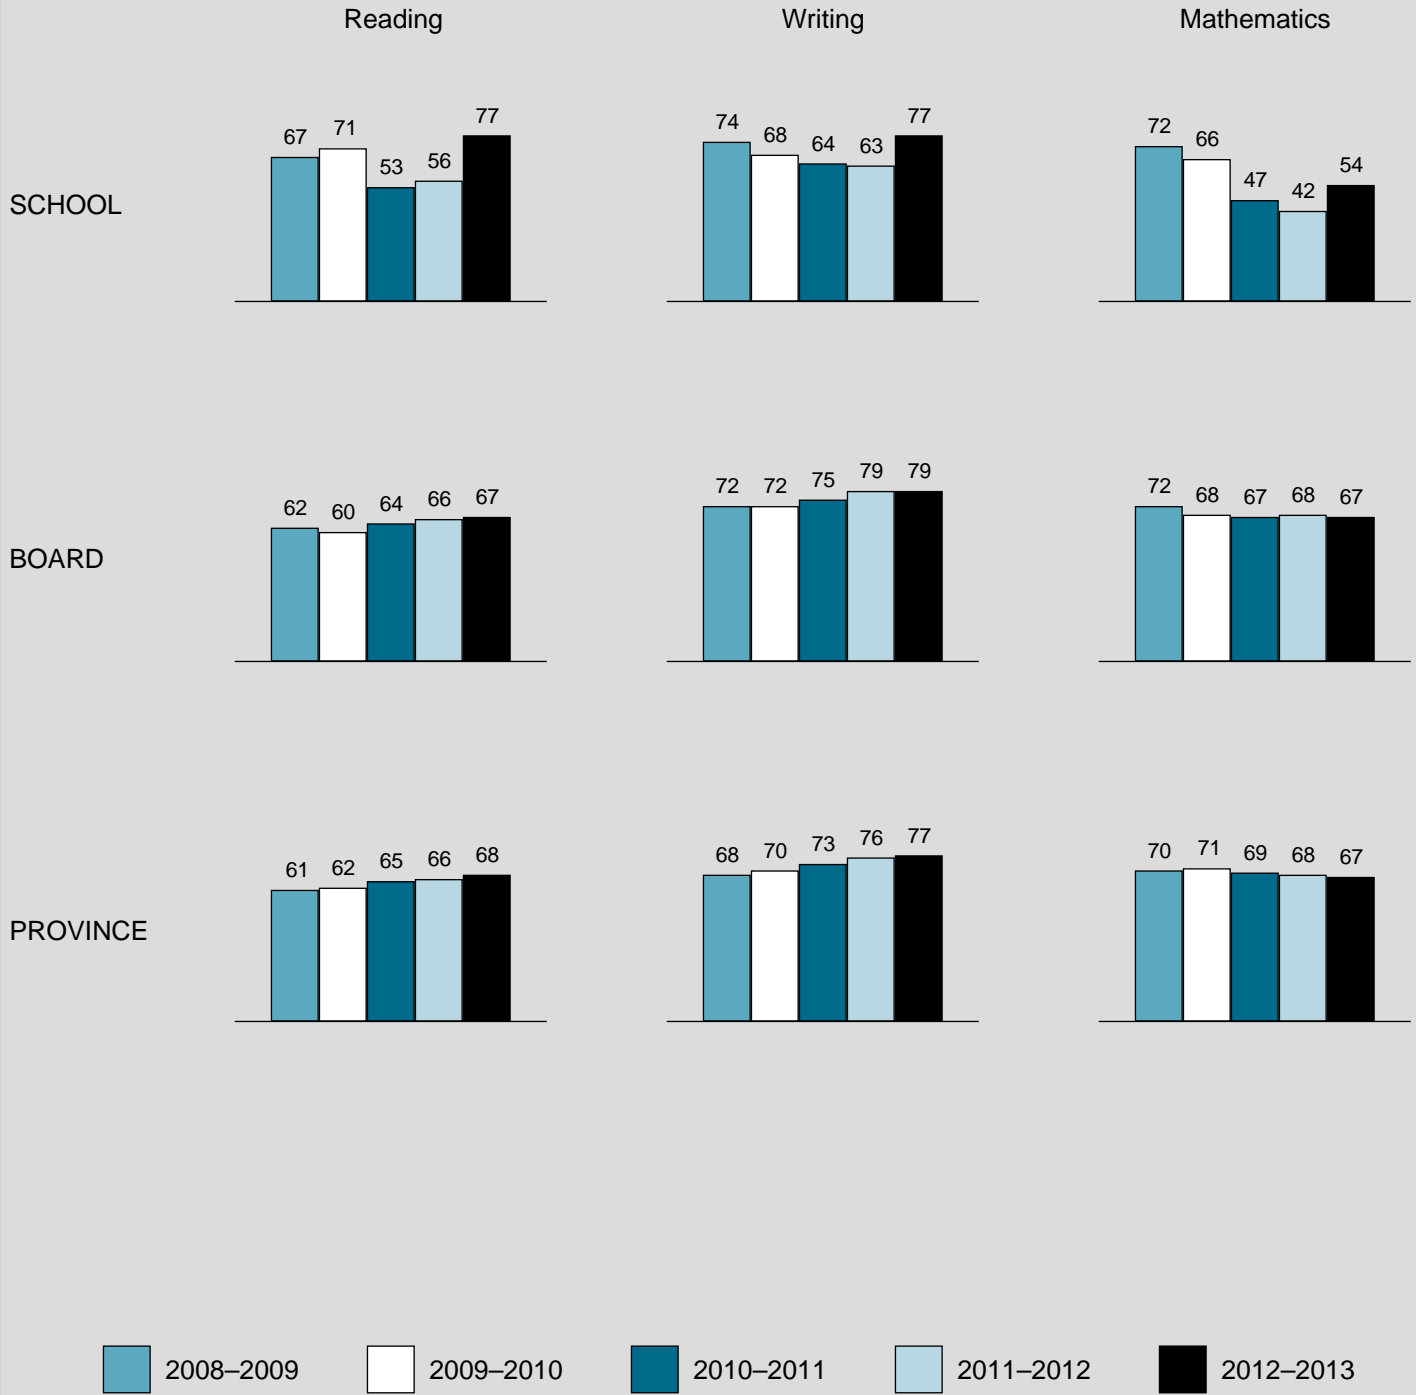 Reading Writing Mathematics
67 71 53 56 77
74 68 64 63 77
72 66 47 42 54
SCHOOL
62 60 64 66 67
72 72 75 79 79
72 68 67 68 67
BOARD
61 62 65 66 68
68 70 73 76 77
70 71 69 68 67
PROVINCE
2008–2009 2009–2010 2010–2011 2011–2012 2012–2013